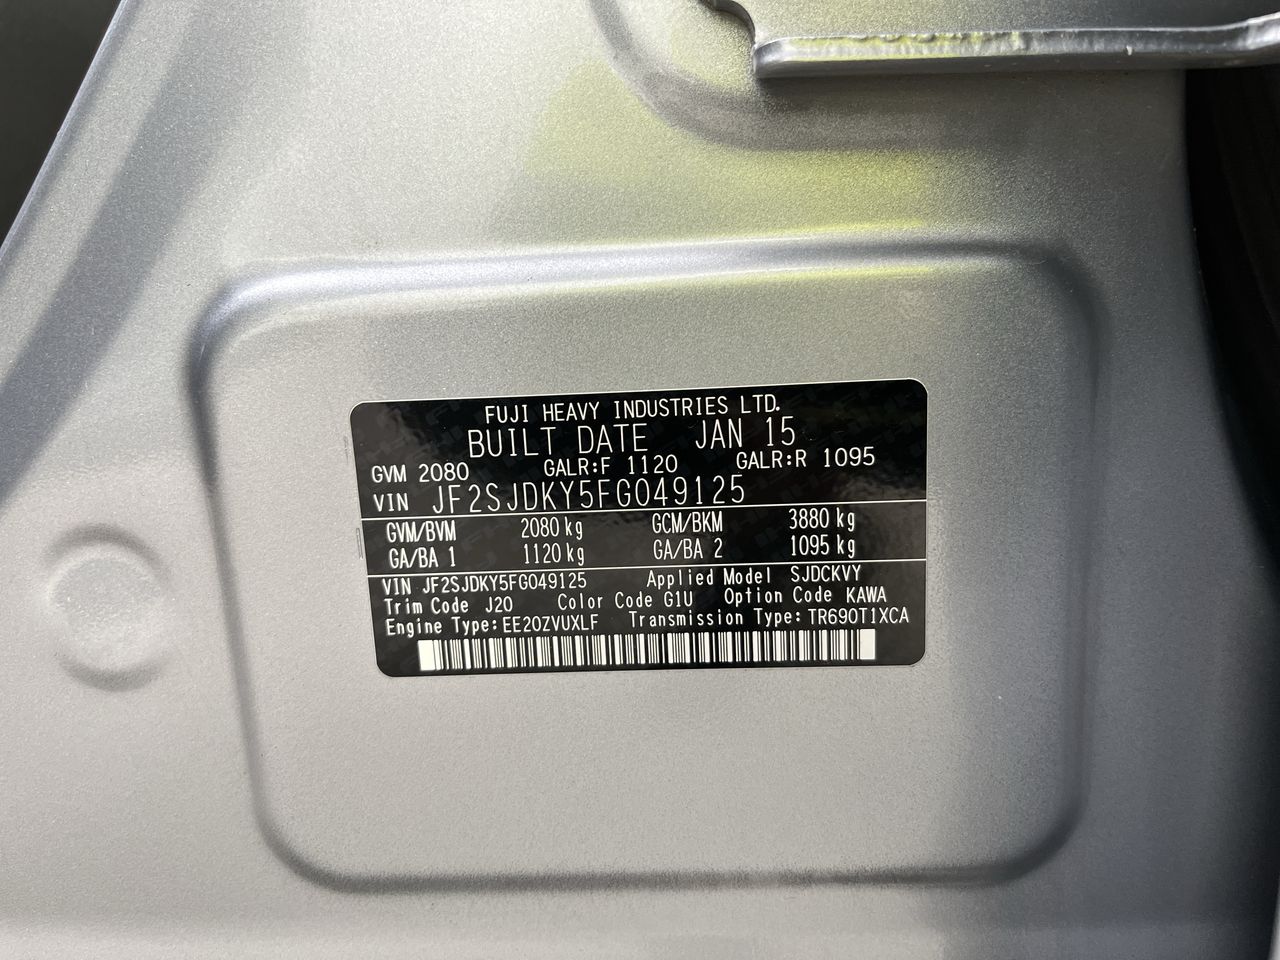 FUJI HEAVY INDUSTRIES LTD.
BUILT DATE JAN 15
GVM 2080 GALR:F 1120 GALR:R 1095
VIN JF2SJDKY5FG049125
GVM/BVM 2080 kg GCM/BKM 3880 kg
GA/BA 1 1120 kg GA/BA 2 1095 kg
VIN JF2SJDKY5FG049125 Applied Model SJDCKVY
Trim Code J20 Color Code G1U Option Code KAWA
Engine Type: EE20ZVUXLF Transmission Type: TR690T1XCA